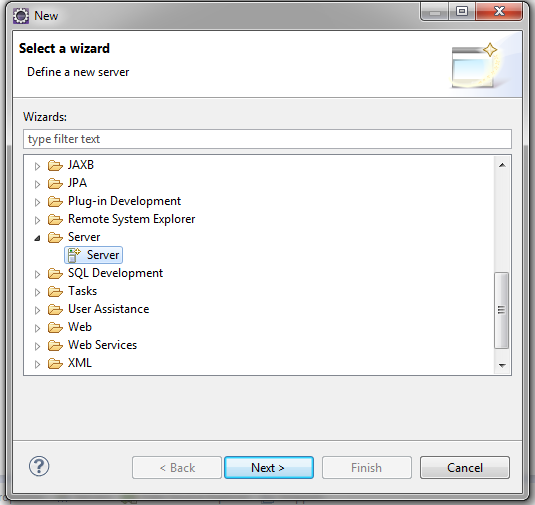 New
Select a wizard
Define a new server
Wizards:
type filter text
JAXB
JPA
Plug-in Development
Remote System Explorer
Server
Server
SQL Development
Tasks
User Assistance
Web
Web Services
XML
? < Back Next > Finish Cancel